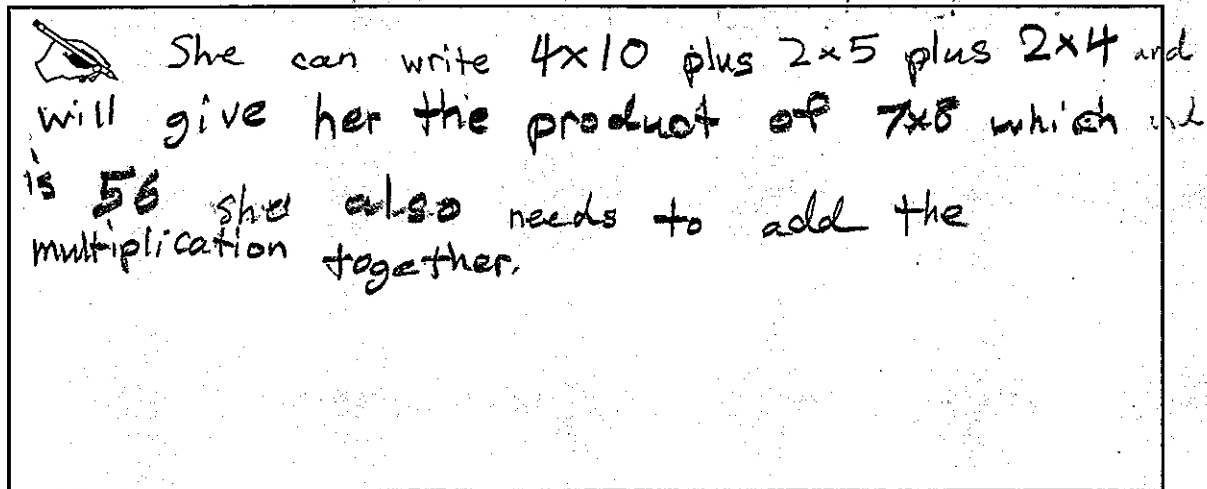 She can write 4x10 plus 2x5 plus 2x4 and
will give her the product of 7x8 which
is 56 she also needs to add the
multiplication together.